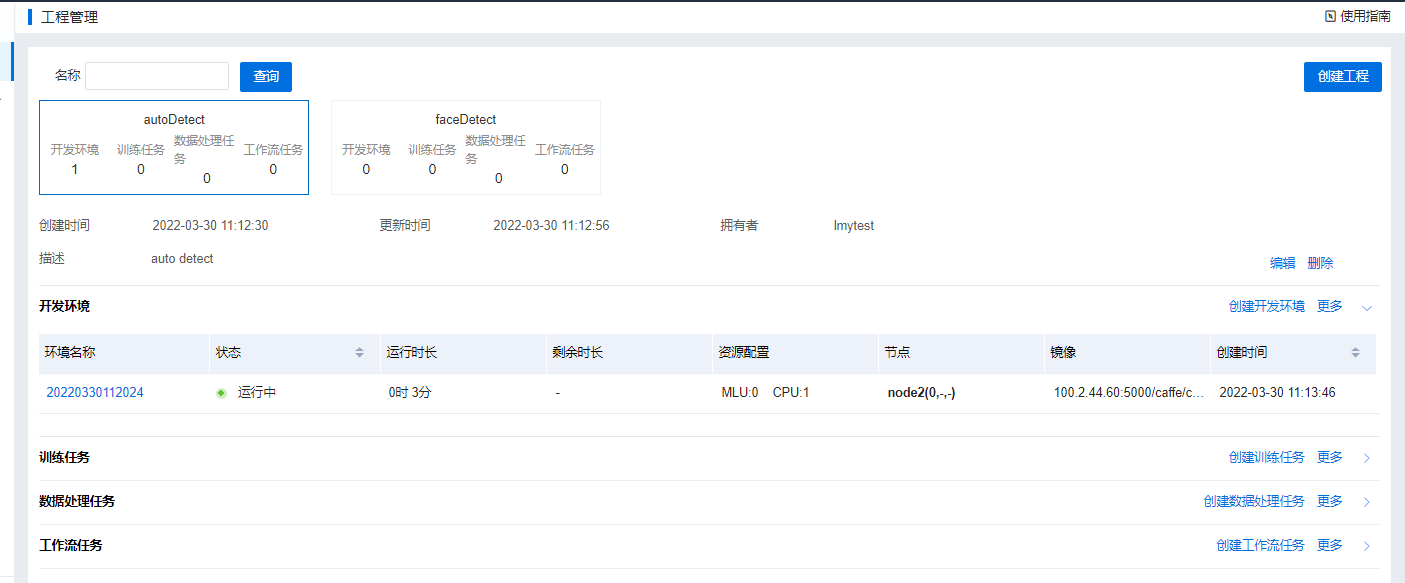 工程管理
使用指南
名称
查询
创建工程
autoDetect
开发环境 训练任务 数据处理任务 工作流任务
1 0 0 0
faceDetect
开发环境 训练任务 数据处理任务 工作流任务
0 0 0 0
创建时间 2022-03-30 11:12:30 更新时间 2022-03-30 11:12:56 拥有者 lmytest
描述 auto detect
编辑 删除
开发环境 创建开发环境 更多
环境名称 状态 运行时长 剩余时长 资源配置 节点 镜像 创建时间
20220330112024 运行中 0时 3分 - MLU:0 CPU:1 node2(0,-,-) 100.2.44.60:5000/caffe/c... 2022-03-30 11:13:46
训练任务 创建训练任务 更多
数据处理任务 创建数据处理任务 更多
工作流任务 创建工作流任务 更多